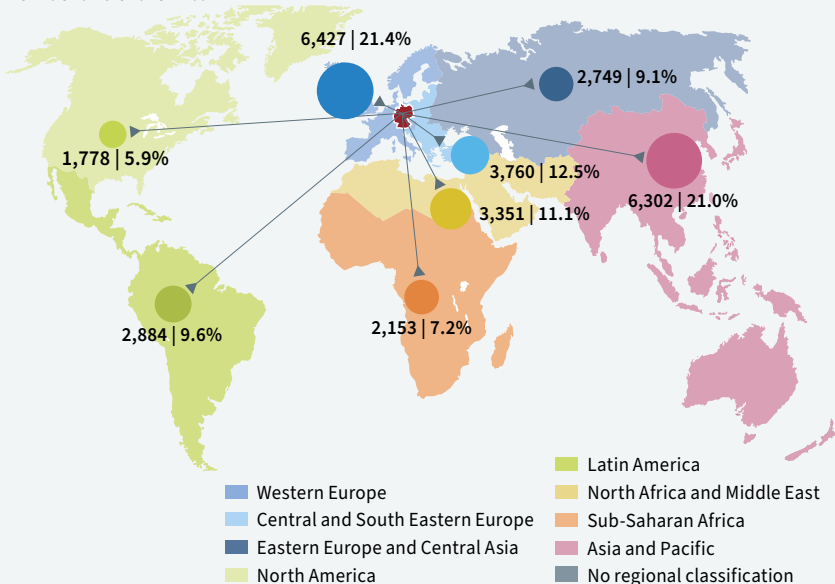 6,427 | 21.4%
2,749 | 9.1%
1,778 | 5.9%
3,760 | 12.5%
6,302 | 21.0%
3,351 | 11.1%
2,884 | 9.6%
2,153 | 7.2%
Western Europe
Central and South Eastern Europe
Eastern Europe and Central Asia
North America
Latin America
North Africa and Middle East
Sub-Saharan Africa
Asia and Pacific
No regional classification